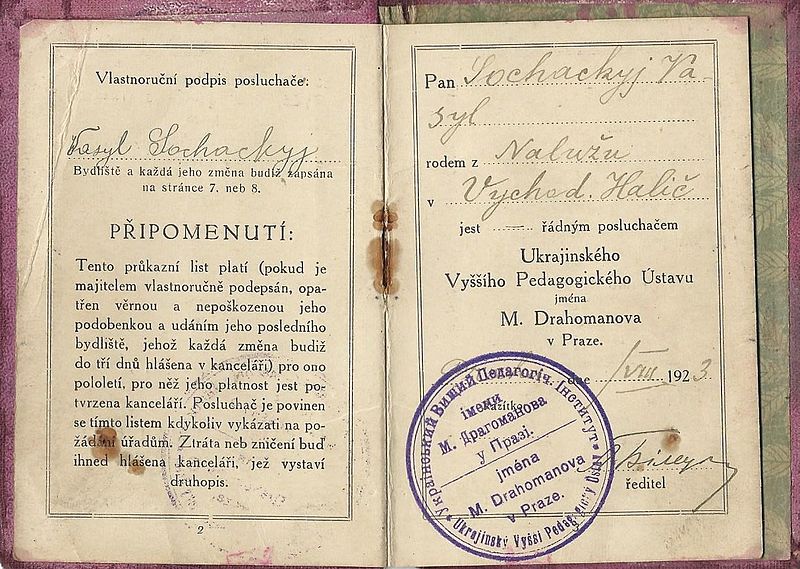 Vlastnoruční podpis posluchače:
Vasyl Sochackyj
Bydliště a každá jeho změna budiž zapsána
na stránce 7. neb 8.
PŘIPOMENUTÍ:
Tento průkazní list platí (pokud je
majitelem vlastnoručně podepsán, opa-
třen věrnou a nepoškozenou jeho
podobenkou a udáním jeho posledního
bydliště, jehož každá změna budiž
do tří dnů hlášena v kanceláři) pro ono
pololetí, pro něž jeho platnost jest po-
tvrzena kanceláří. Posluchač je povinen
se tímto listem kdykoliv vykázati na po-
žádání úřadům. Ztráta neb zničení buď
ihned hlášena kanceláři, jež vystaví
druhopis.
2
Pan Sochackyj Va-
syl
rodem z Nalužu
v Vychod. Halič
jest řádným posluchačem
Ukrajinského
Vyššího Pedagogického Ústavu
jména
M. Drahomanova
v Praze.
dne 1/VIII 1923
Український Вищий Педагогіч. Інститут
імени
М. Драгоманова
у Празі.
jména
M. Drahomanova
v Praze.
Ukrajinský Vyšší Pedagogický Ústav
ředitel